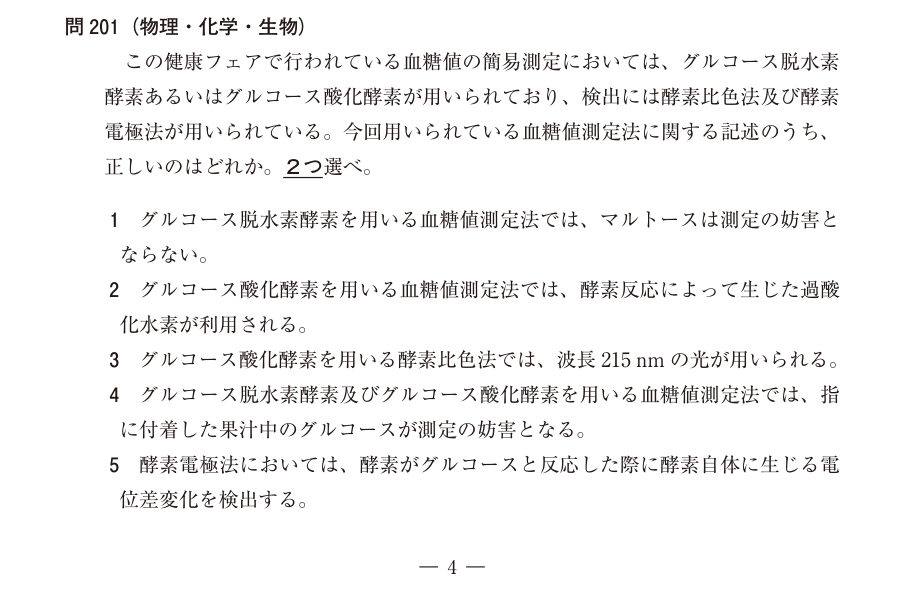 問 201(物理・化学・生物)
この健康フェアで行われている血糖値の簡易測定においては、グルコース脱水素
酵素あるいはグルコース酸化酵素が用いられており、検出には酵素比色法及び酵素
電極法が用いられている。今回用いられている血糖値測定法に関する記述のうち、
正しいのはどれか。2つ選べ。
1 グルコース脱水素酵素を用いる血糖値測定法では、マルトースは測定の妨害と
ならない。
2 グルコース酸化酵素を用いる血糖値測定法では、酵素反応によって生じた過酸
化水素が利用される。
3 グルコース酸化酵素を用いる酵素比色法では、波長 215 nm の光が用いられる。
4 グルコース脱水素酵素及びグルコース酸化酵素を用いる血糖値測定法では、指
に付着した果汁中のグルコースが測定の妨害となる。
5 酵素電極法においては、酵素がグルコースと反応した際に酵素自体に生じる電
位差変化を検出する。
― 4 ―